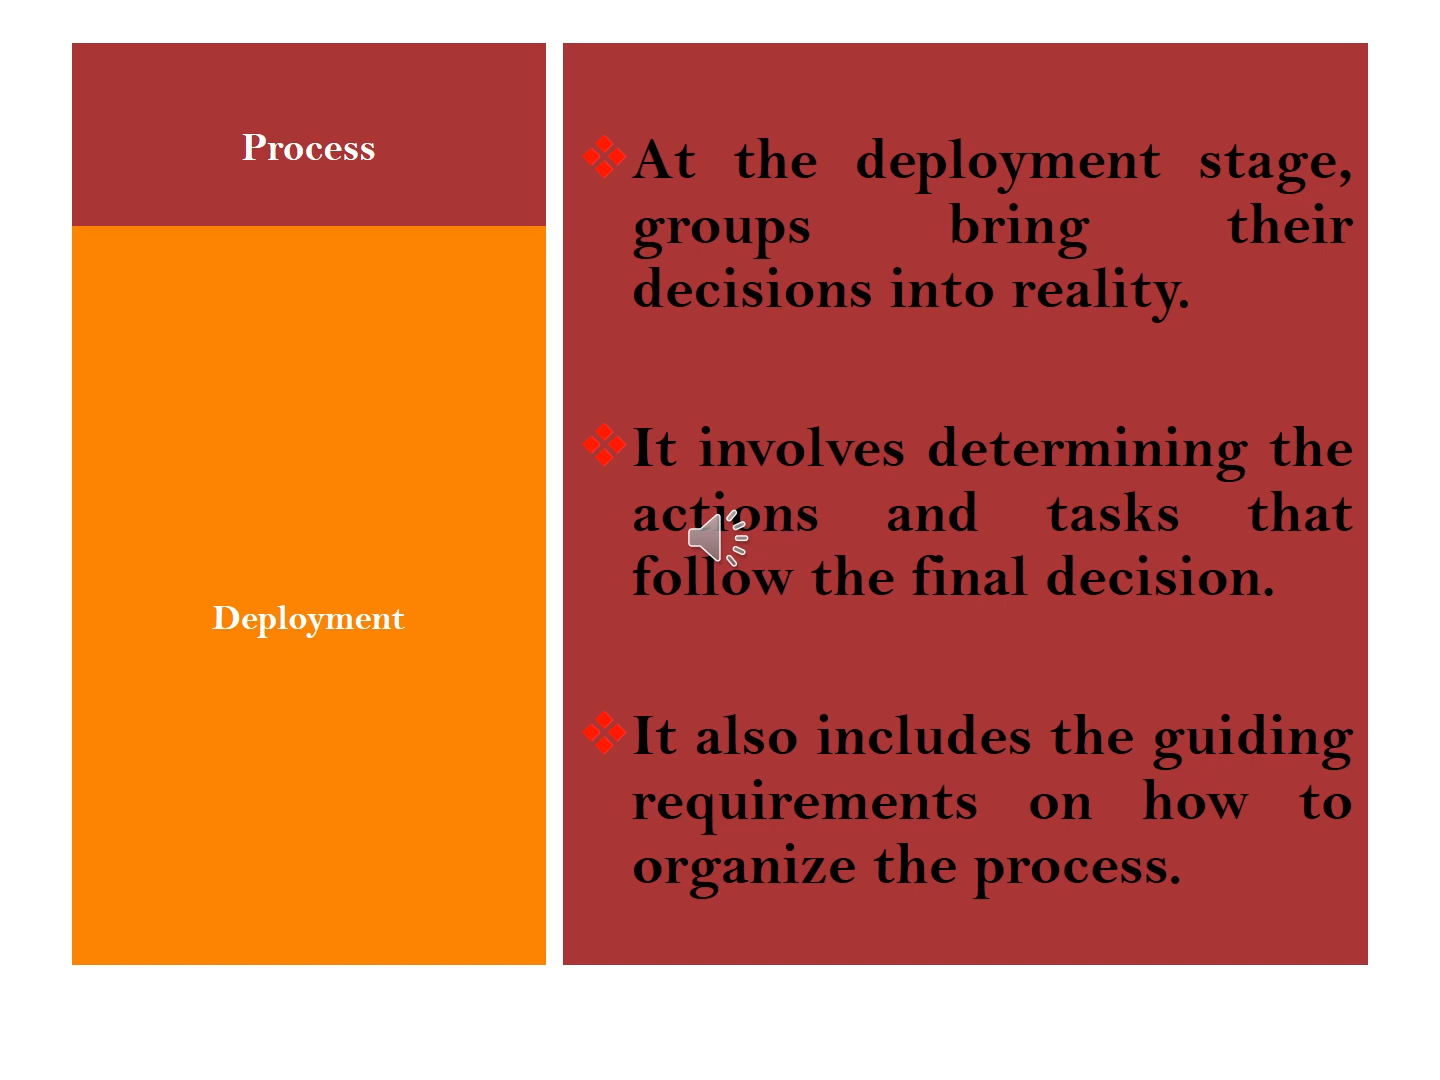 Process
Deployment
At the deployment stage,
groups bring their
decisions into reality.
It involves determining the
actions and tasks that
follow the final decision.
It also includes the guiding
requirements on how to
organize the process.